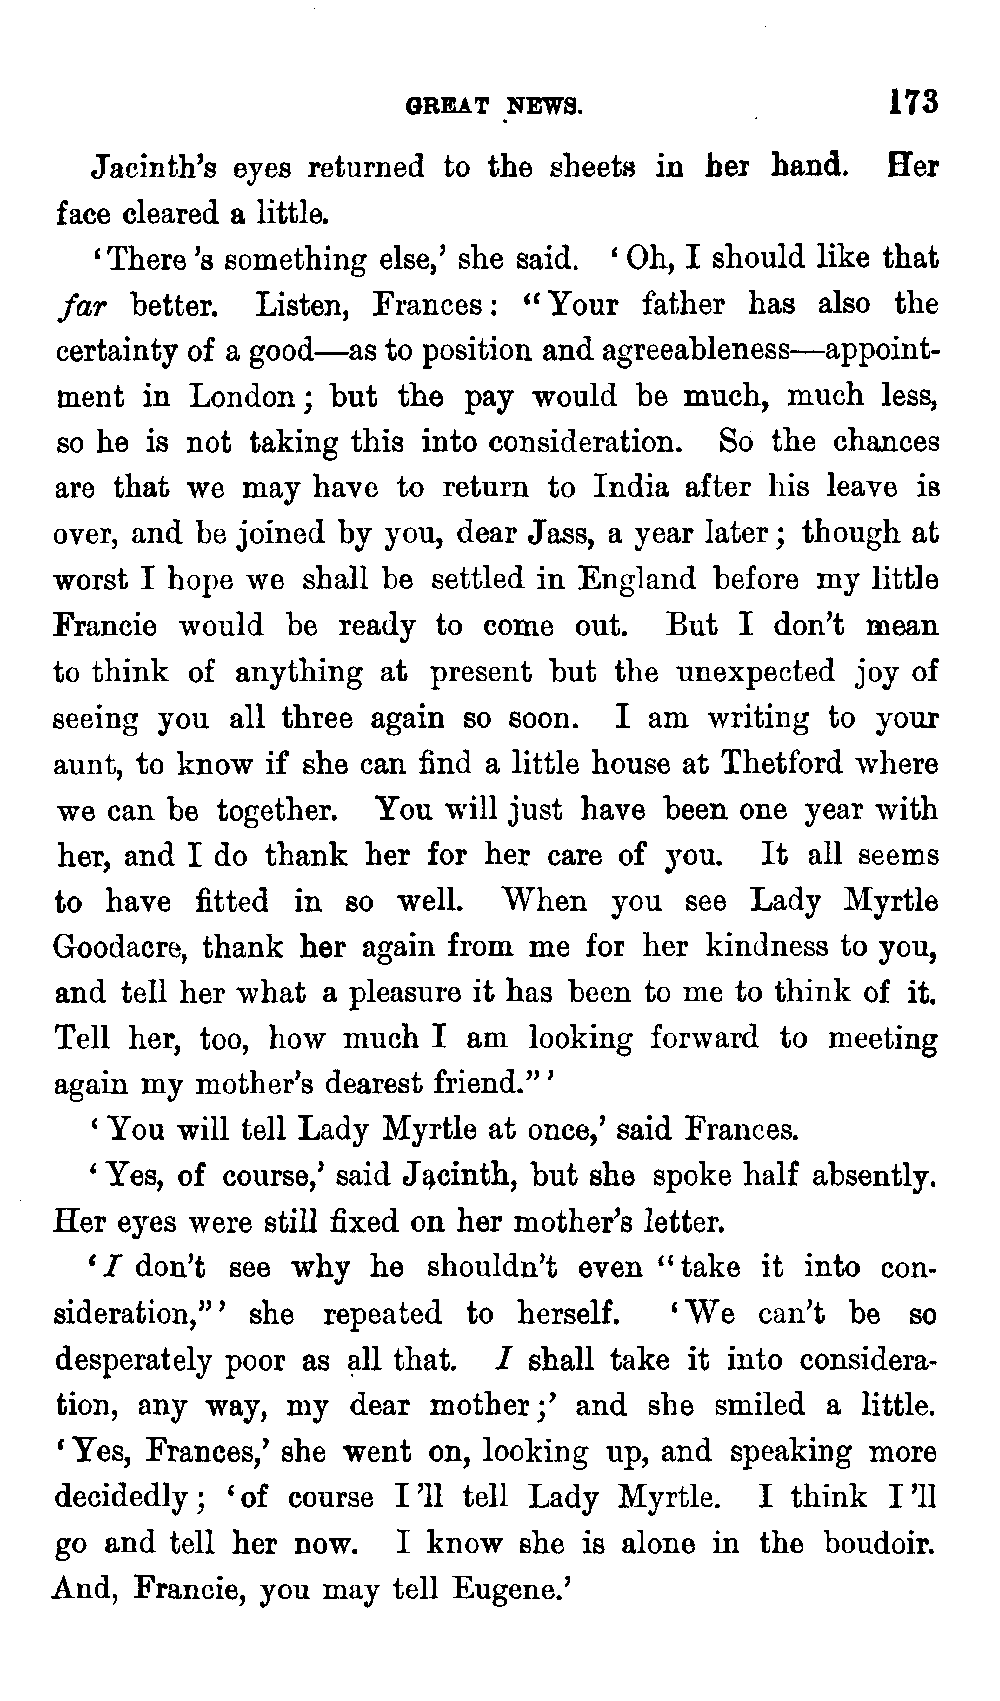 GREAT NEWS. 173
Jacinth's eyes returned to the sheets in her hand. Her
face cleared a little.
‘There 's something else,’ she said. ‘Oh, I should like that
far better. Listen, Frances: “Your father has also the
certainty of a good—as to position and agreeableness—appoint-
ment in London; but the pay would be much, much less,
so he is not taking this into consideration. So the chances
are that we may have to return to India after his leave is
over, and be joined by you, dear Jass, a year later; though at
worst I hope we shall be settled in England before my little
Francie would be ready to come out. But I don't mean
to think of anything at present but the unexpected joy of
seeing you all three again so soon. I am writing to your
aunt, to know if she can find a little house at Thetford where
we can be together. You will just have been one year with
her, and I do thank her for her care of you. It all seems
to have fitted in so well. When you see Lady Myrtle
Goodacre, thank her again from me for her kindness to you,
and tell her what a pleasure it has been to me to think of it.
Tell her, too, how much I am looking forward to meeting
again my mother's dearest friend.”’
‘You will tell Lady Myrtle at once,’ said Frances.
‘Yes, of course,’ said Jacinth, but she spoke half absently.
Her eyes were still fixed on her mother's letter.
‘I don't see why he shouldn't even “take it into con-
sideration,”’ she repeated to herself. ‘We can't be so
desperately poor as all that. I shall take it into considera-
tion, any way, my dear mother;’ and she smiled a little.
‘Yes, Frances,’ she went on, looking up, and speaking more
decidedly; ‘of course I 'll tell Lady Myrtle. I think I 'll
go and tell her now. I know she is alone in the boudoir.
And, Francie, you may tell Eugene.’